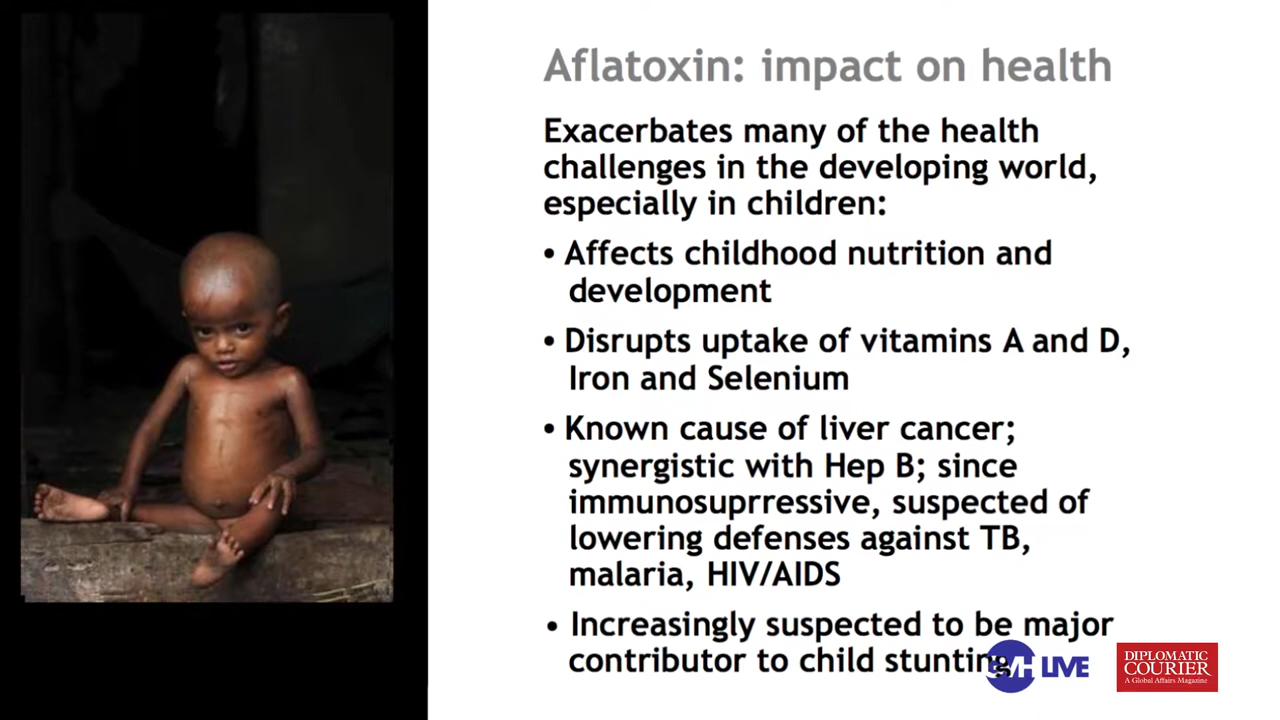 Aflatoxin: impact on health
Exacerbates many of the health
challenges in the developing world,
especially in children:
• Affects childhood nutrition and
development
• Disrupts uptake of vitamins A and D,
Iron and Selenium
• Known cause of liver cancer;
synergistic with Hep B; since
immunosuprressive, suspected of
lowering defenses against TB,
malaria, HIV/AIDS
• Increasingly suspected to be major
contributor to child stunting
LIVE
DIPLOMATIC
COURIER
A Global Affairs Magazine